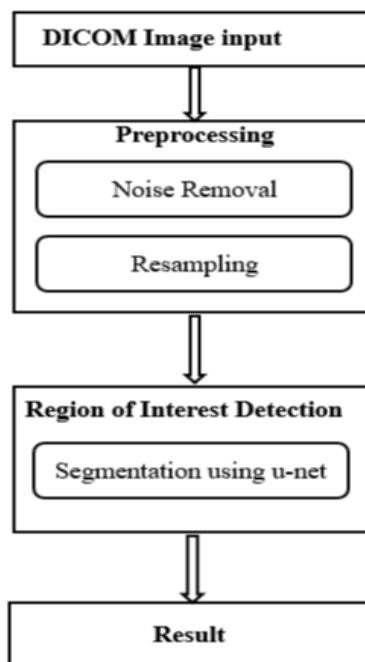 DICOM Image input
Preprocessing
Noise Removal
Resampling
Region of Interest Detection
Segmentation using u-net
Result